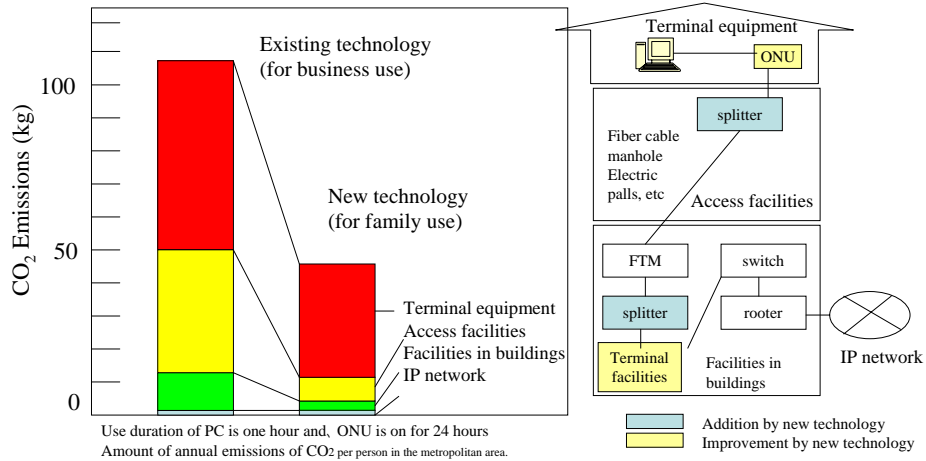 CO2 Emissions (kg)
100
50
0
Existing technology
(for business use)
New technology
(for family use)
Terminal equipment
Access facilities
Facilities in buildings
IP network
Use duration of PC is one hour and、ONU is on for 24 hours
Amount of annual emissions of CO2 per person in the metropolitan area.
Terminal equipment
ONU
splitter
Fiber cable
manhole
Electric
palls, etc
Access facilities
FTM
switch
splitter
rooter
Terminal
facilities
Facilities in
buildings
IP network
Addition by new technology
Improvement by new technology